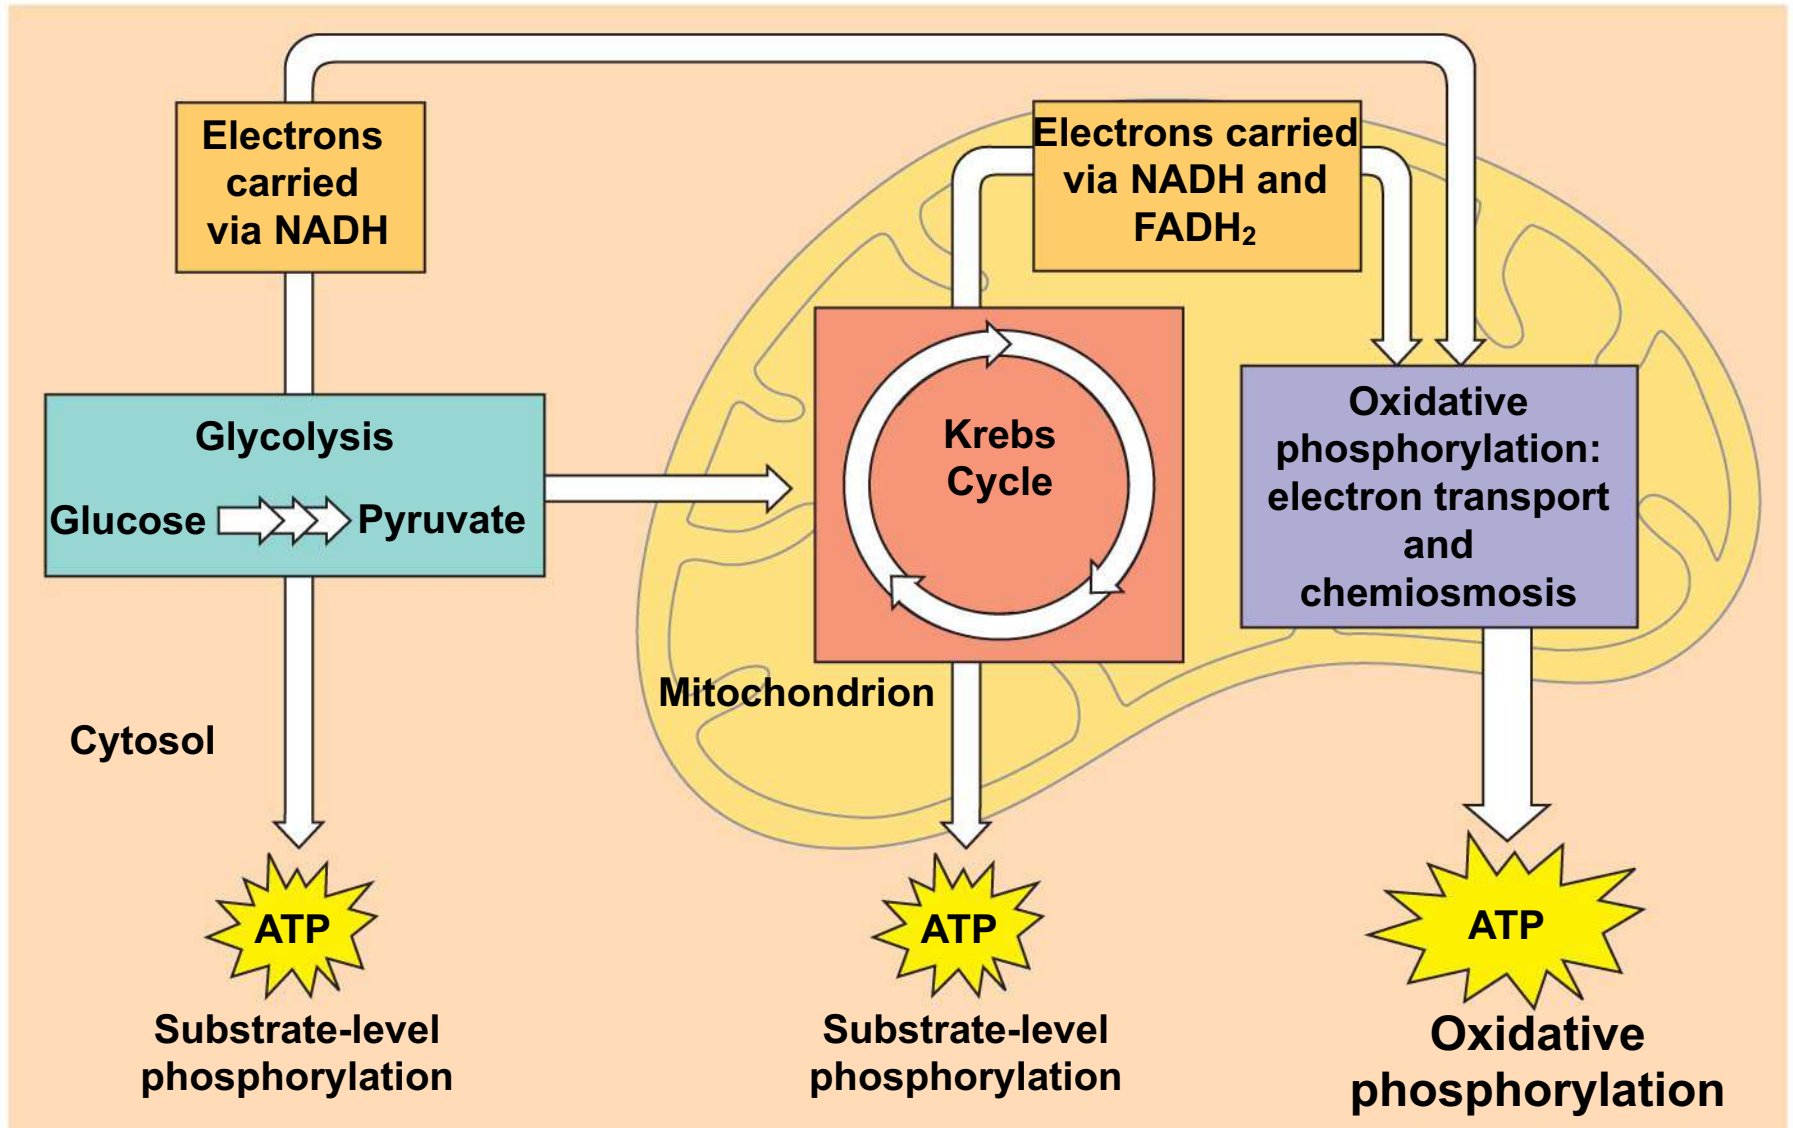 Electrons
carried
via NADH
Electrons carried
via NADH and
FADH₂
Glycolysis
Glucose
Pyruvate
Krebs
Cycle
Oxidative
phosphorylation:
electron transport
and
chemiosmosis
Mitochondrion
Cytosol
ATP
ATP
ATP
Substrate-level
phosphorylation
Substrate-level
phosphorylation
Oxidative
phosphorylation